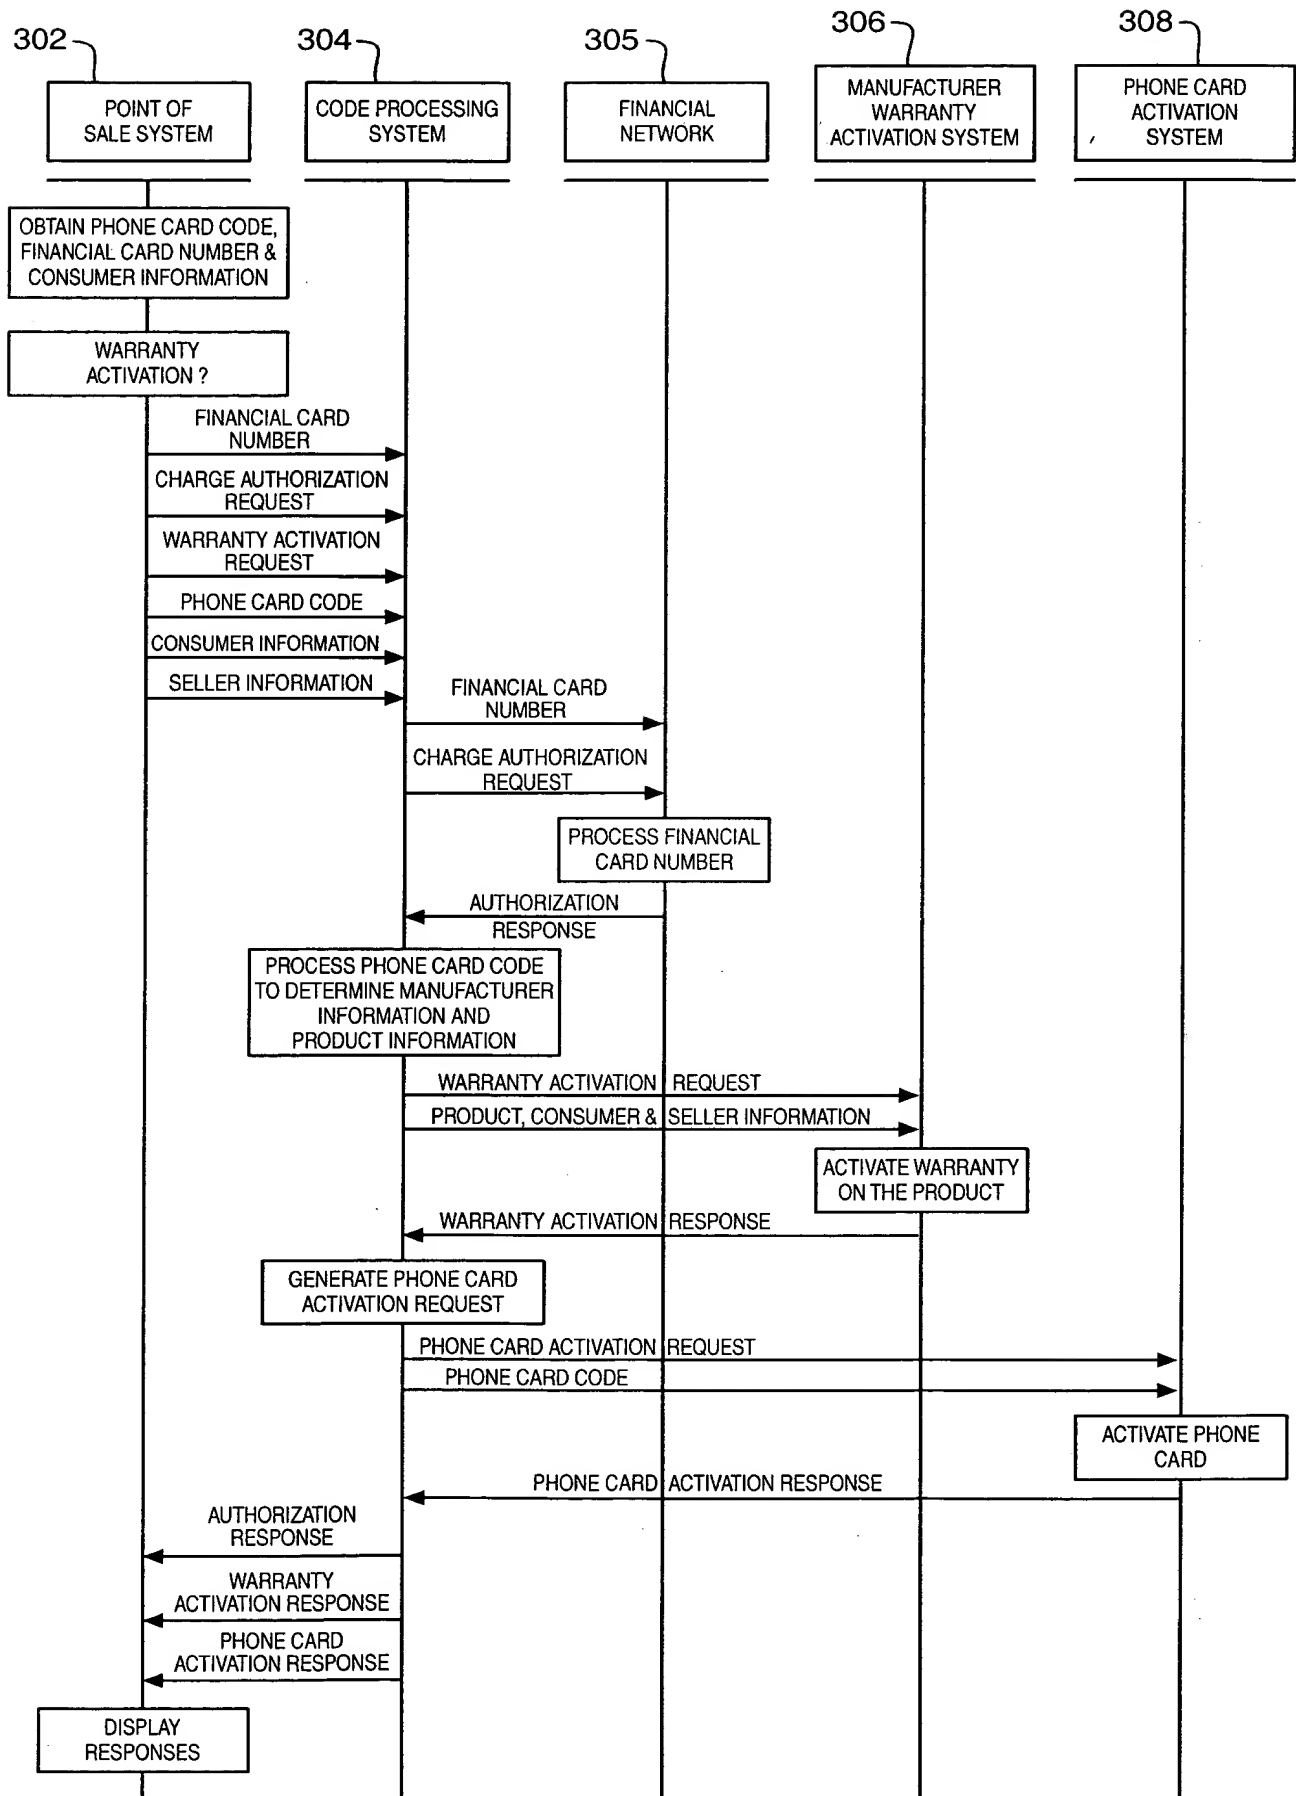 302
304
305
306
308
POINT OF
SALE SYSTEM
CODE PROCESSING
SYSTEM
FINANCIAL
NETWORK
MANUFACTURER
WARRANTY
ACTIVATION SYSTEM
PHONE CARD
ACTIVATION
SYSTEM
OBTAIN PHONE CARD CODE,
FINANCIAL CARD NUMBER &
CONSUMER INFORMATION
WARRANTY
ACTIVATION ?
FINANCIAL CARD
NUMBER
CHARGE AUTHORIZATION
REQUEST
WARRANTY ACTIVATION
REQUEST
PHONE CARD CODE
CONSUMER INFORMATION
SELLER INFORMATION
FINANCIAL CARD
NUMBER
CHARGE AUTHORIZATION
REQUEST
PROCESS FINANCIAL
CARD NUMBER
AUTHORIZATION
RESPONSE
PROCESS PHONE CARD CODE
TO DETERMINE MANUFACTURER
INFORMATION AND
PRODUCT INFORMATION
WARRANTY ACTIVATION REQUEST
PRODUCT, CONSUMER & SELLER INFORMATION
ACTIVATE WARRANTY
ON THE PRODUCT
WARRANTY ACTIVATION RESPONSE
GENERATE PHONE CARD
ACTIVATION REQUEST
PHONE CARD ACTIVATION REQUEST
PHONE CARD CODE
ACTIVATE PHONE
CARD
PHONE CARD ACTIVATION RESPONSE
AUTHORIZATION
RESPONSE
WARRANTY
ACTIVATION RESPONSE
PHONE CARD
ACTIVATION RESPONSE
DISPLAY
RESPONSES